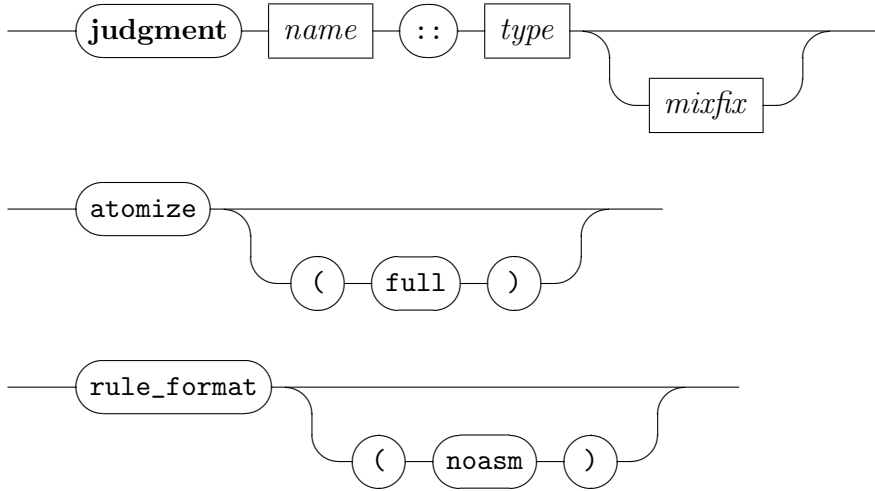 judgment name :: type
mixfix
atomize
( full )
rule_format
( noasm )